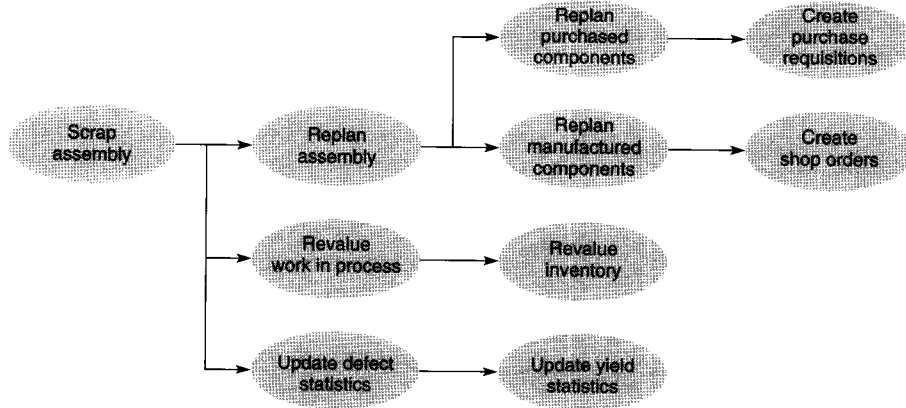 Replan
purchased
components
Create
purchase
requisitions
Scrap
assembly
Replan
assembly
Replan
manufactured
components
Create
shop orders
Revalue
work in process
Revalue
inventory
Update defect
statistics
Update yield
statistics